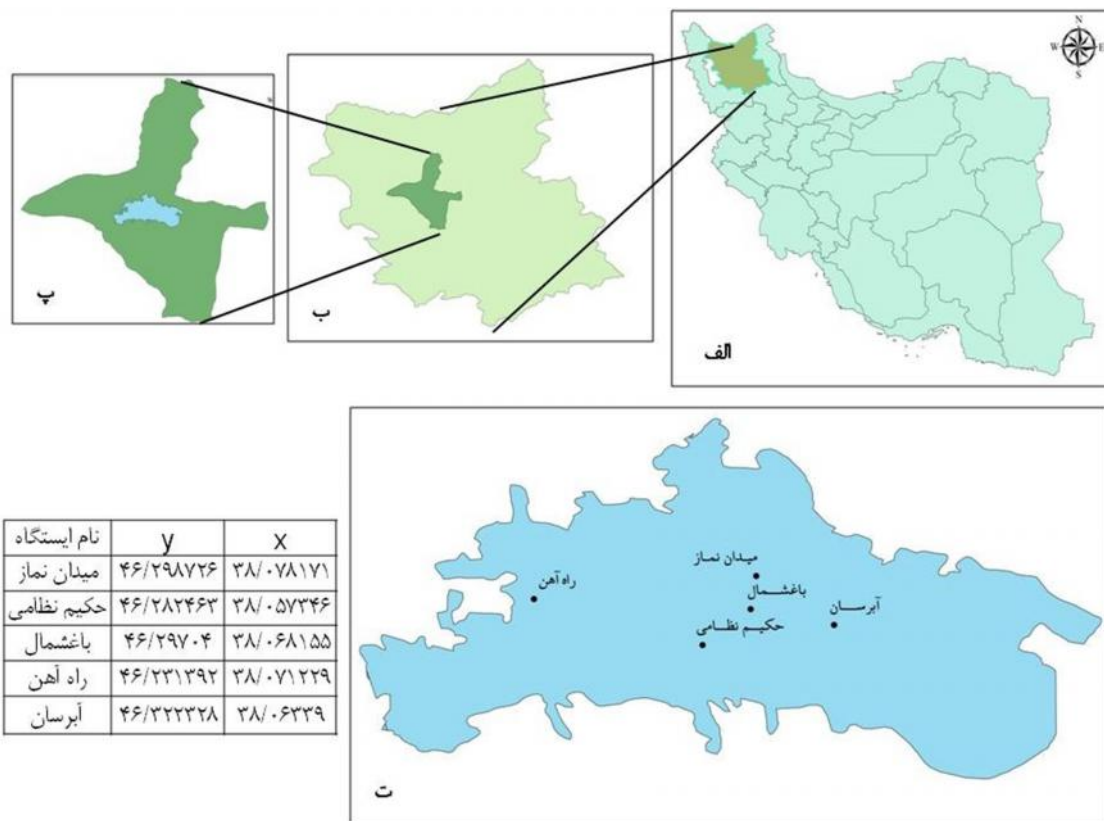 N
W E
S
پ
ب
الف
نام ایستگاه y x
میدان نماز ۴۶/۲۹۸۷۲۶ ۳۸/۰۷۸۱۷۱
حکیم نظامی ۴۶/۲۸۲۴۶۳ ۳۸/۰۵۷۳۴۶
باغشمال ۴۶/۲۹۷۰۴ ۳۸/۰۶۸۱۵۵
راه آهن ۴۶/۲۳۱۳۹۲ ۳۸/۰۷۱۲۲۹
آبرسان ۴۶/۳۲۲۳۲۸ ۳۸/۰۶۳۳۹
میدان نماز
راه آهن
باغشمال
آبرسان
حکیم نظامی
ت